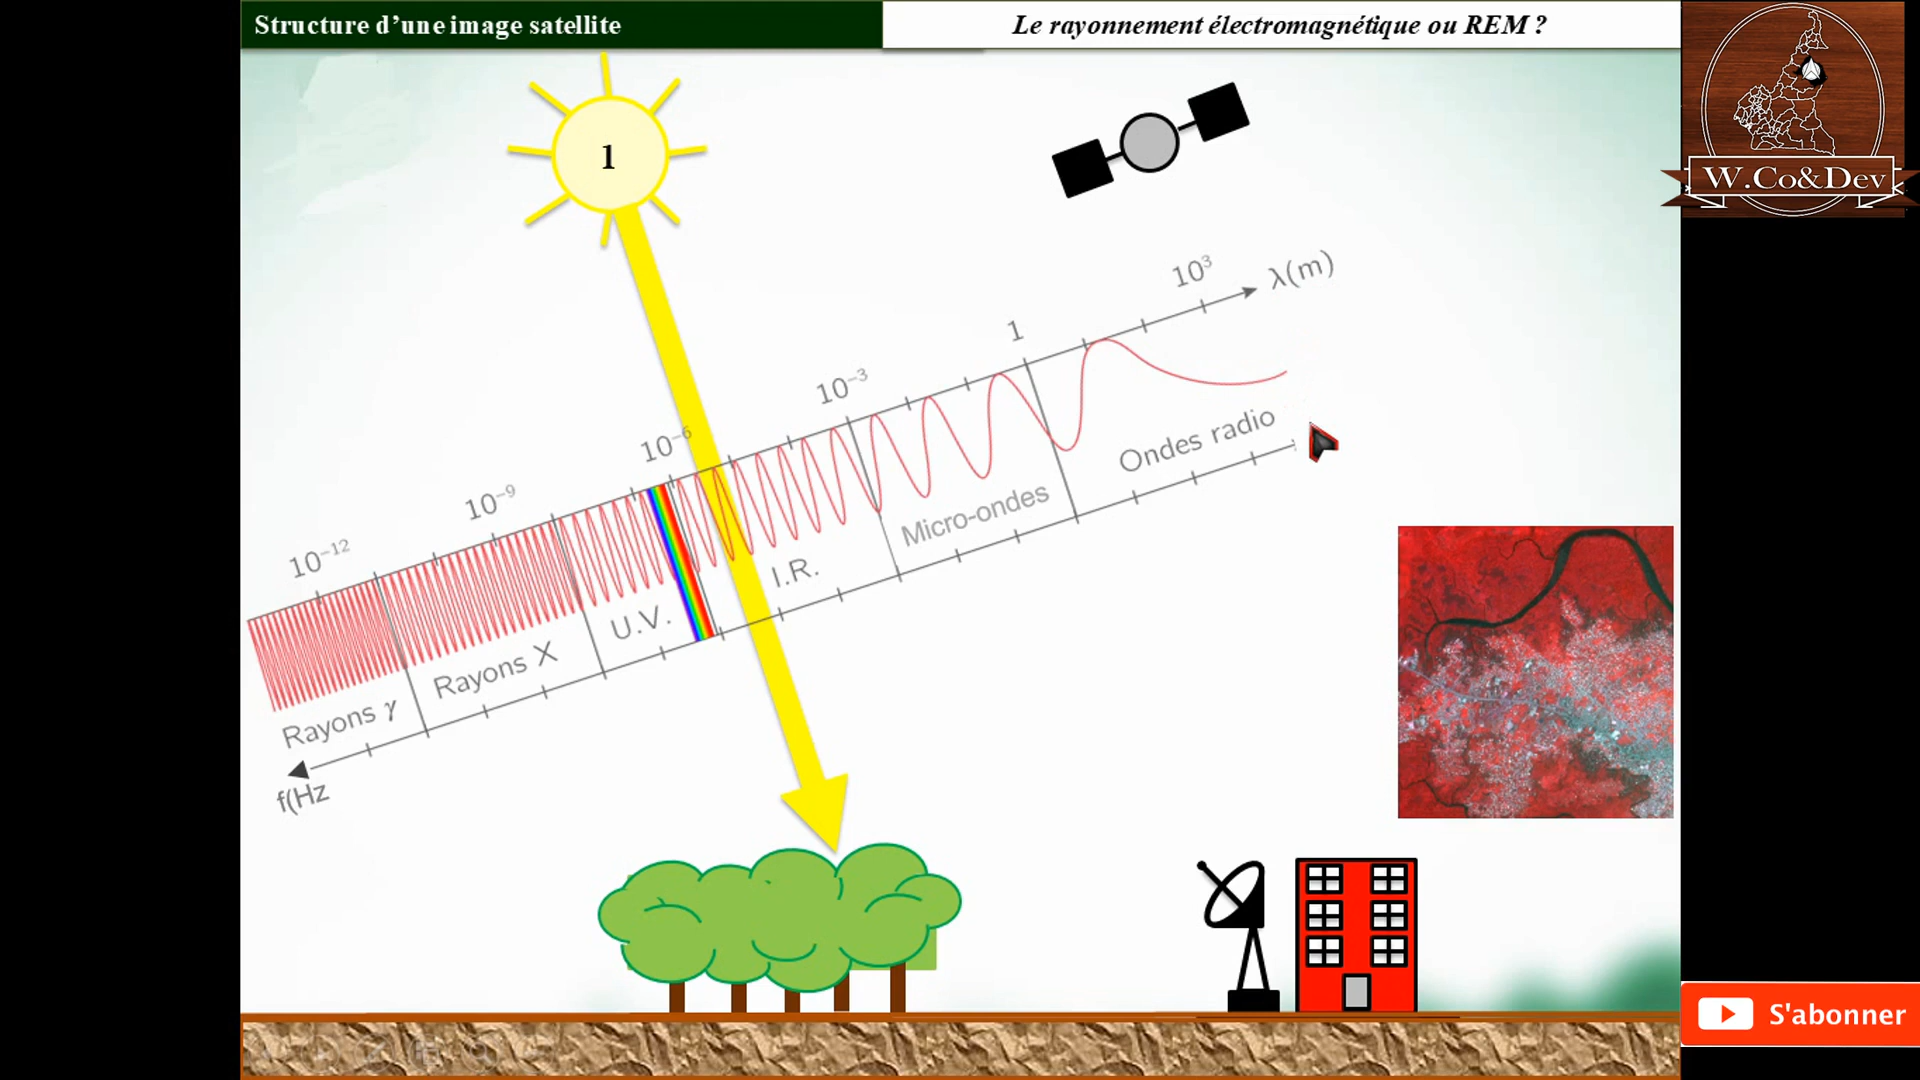 Structure d'une image satellite
Le rayonnement électromagnétique ou REM ?
1
W.Co&Dev
10³
λ(m)
1
10⁻³
10⁻⁶
10⁻⁹
10⁻¹²
Ondes radio
Micro-ondes
I.R.
U.V.
Rayons X
Rayons γ
f(Hz
S'abonner